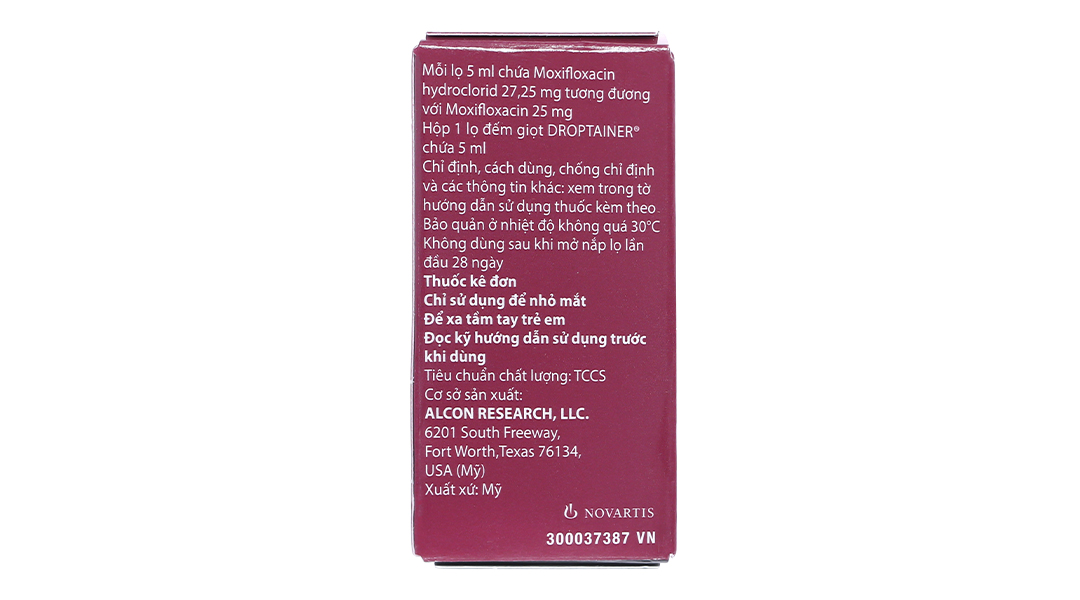 Mỗi lọ 5 ml chứa Moxifloxacin
hydroclorid 27,25 mg tương đương
với Moxifloxacin 25 mg
Hộp 1 lọ đếm giọt DROPTAINER®
chứa 5 ml
Chỉ định, cách dùng, chống chỉ định
và các thông tin khác: xem trong tờ
hướng dẫn sử dụng thuốc kèm theo
Bảo quản ở nhiệt độ không quá 30°C
Không dùng sau khi mở nắp lọ lần
đầu 28 ngày
Thuốc kê đơn
Chỉ sử dụng để nhỏ mắt
Để xa tầm tay trẻ em
Đọc kỹ hướng dẫn sử dụng trước
khi dùng
Tiêu chuẩn chất lượng: TCCS
Cơ sở sản xuất:
ALCON RESEARCH, LLC.
6201 South Freeway,
Fort Worth,Texas 76134,
USA (Mỹ)
Xuất xứ: Mỹ
NOVARTIS
300037387 VN